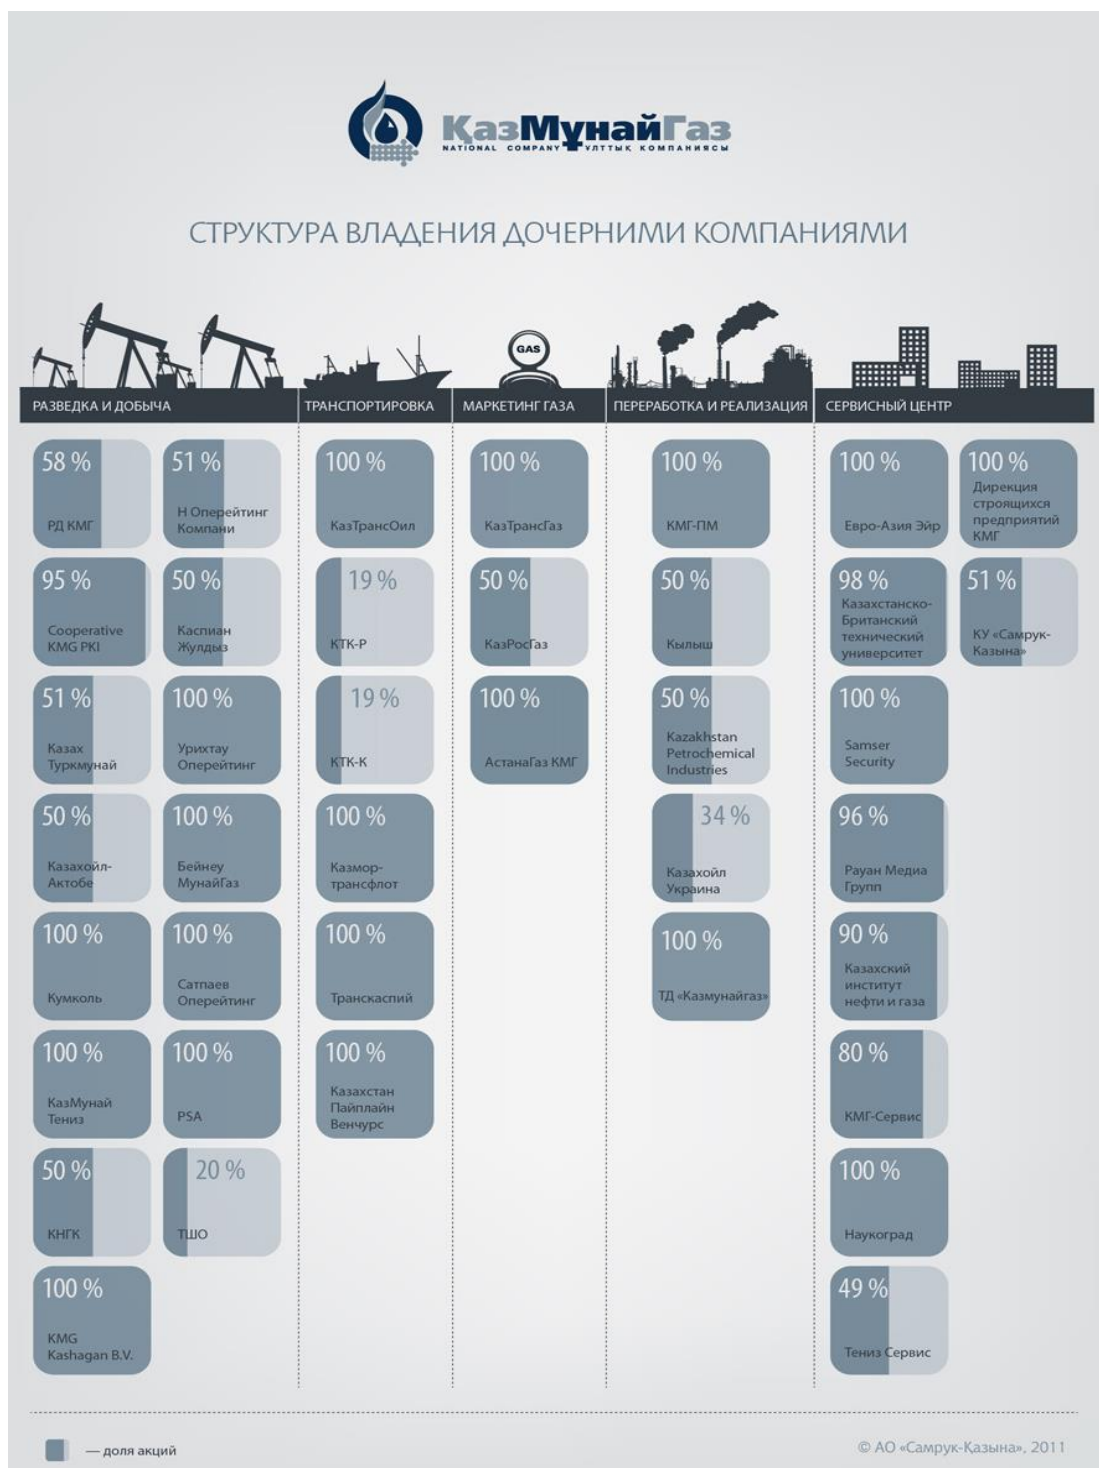 ҚазМұнайГаз
NATIONAL COMPANY ҰЛТТЫҚ КОМПАНИЯСЫ
СТРУКТУРА ВЛАДЕНИЯ ДОЧЕРНИМИ КОМПАНИЯМИ
GAS
РАЗВЕДКА И ДОБЫЧА
58 %
РД КМГ
95 %
Cooperative
KMG PKI
51 %
Казах
Туркмунай
50 %
Казахойл-
Актобе
100 %
Кумколь
100 %
КазМунай
Тениз
50 %
КНГК
100 %
KMG
Kashagan B.V.
51 %
Н Оперейтинг
Компани
50 %
Каспиан
Жулдыз
100 %
Урихтау
Оперейтинг
100 %
Бейнеу
МунайГаз
100 %
Сатпаев
Оперейтинг
100 %
PSA
20 %
ТШО
ТРАНСПОРТИРОВКА
100 %
КазТрансОил
19 %
КТК-Р
19 %
КТК-К
100 %
Казмор-
трансфлот
100 %
Транскаспий
100 %
Казахстан
Пайплайн
Венчурс
МАРКЕТИНГ ГАЗА
100 %
КазТрансГаз
50 %
КазРосГаз
100 %
АстанаГаз КМГ
ПЕРЕРАБОТКА И РЕАЛИЗАЦИЯ
100 %
КМГ-ПМ
50 %
Кылыш
50 %
Kazakhstan
Petrochemical
Industries
34 %
Казахойл
Украина
100 %
ТД «Казмунайгаз»
СЕРВИСНЫЙ ЦЕНТР
100 %
Евро-Азия Эйр
98 %
Казахстанско-
Британский
технический
университет
100 %
Samser
Security
96 %
Рауан Медиа
Групп
90 %
Казахский
институт
нефти и газа
80 %
КМГ-Сервис
100 %
Наукоград
49 %
Тениз Сервис
100 %
Дирекция
строящихся
предприятий
КМГ
51 %
КУ «Самрук-
Казына»
— доля акций
© АО «Самрук-Қазына», 2011